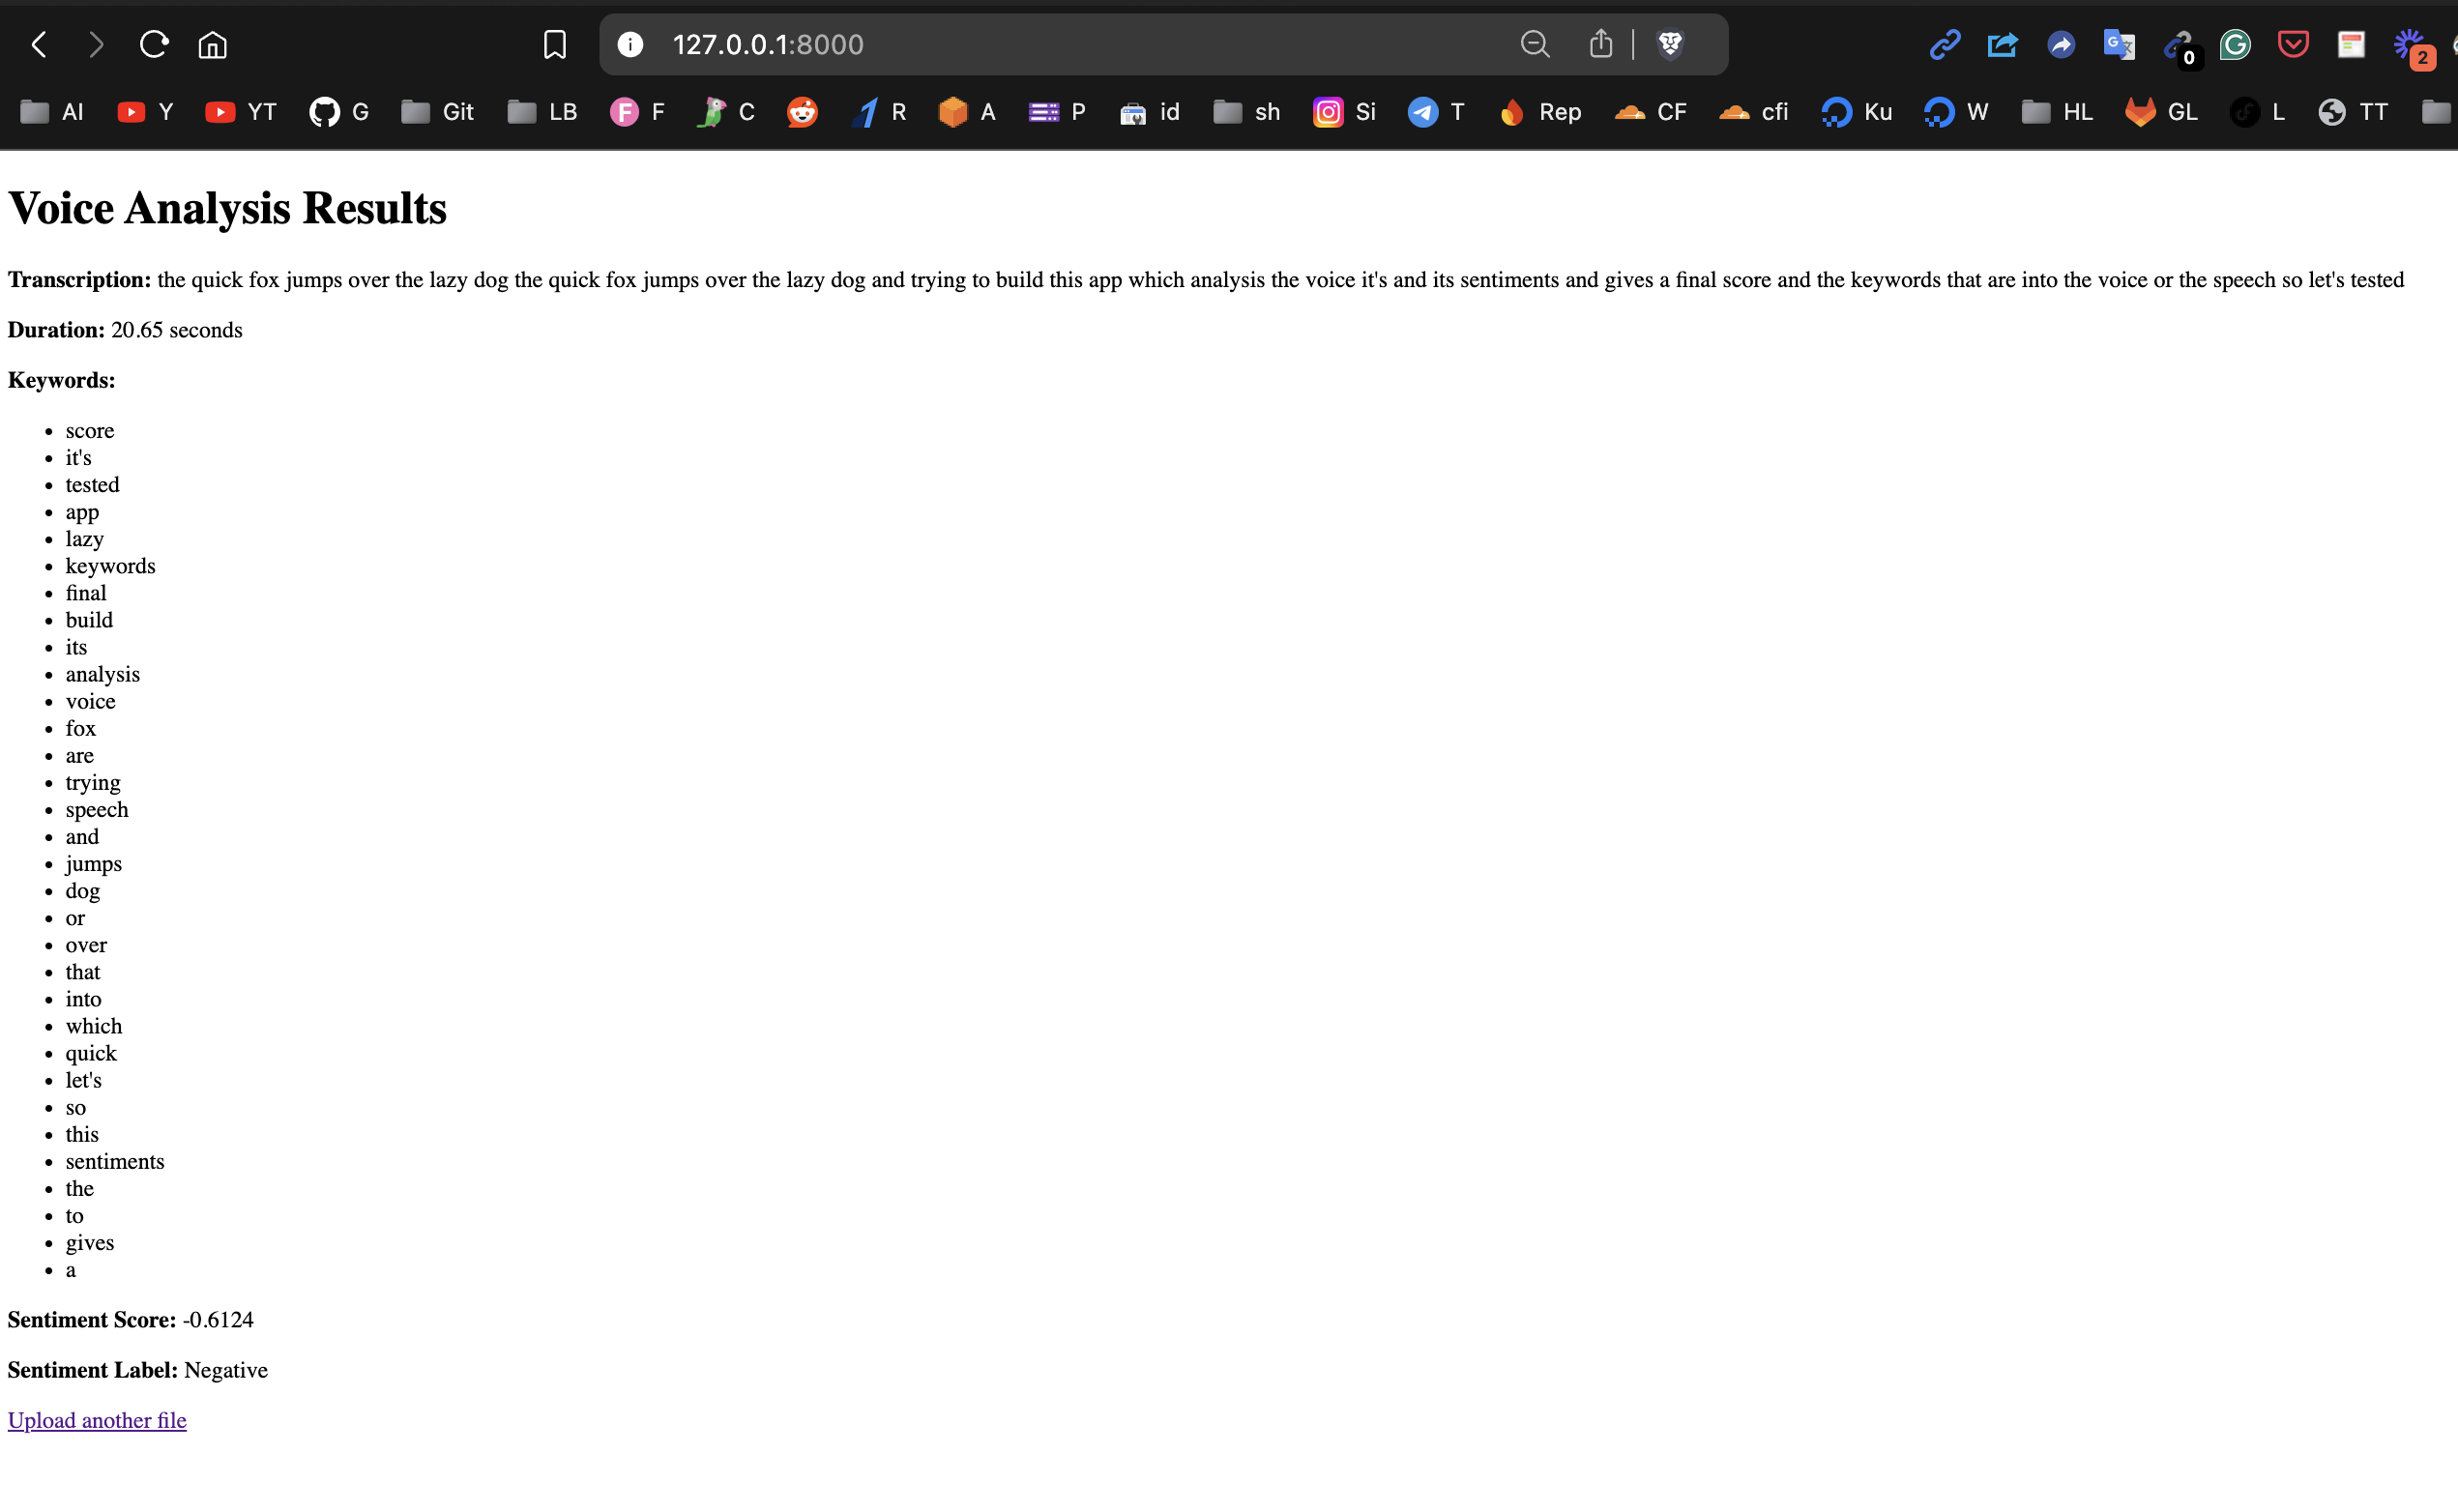 127.0.0.1:8000
0
2
AI Y YT G Git LB F F C R A P id sh Si T Rep CF cfi Ku W HL GL L TT
Voice Analysis Results
Transcription: the quick fox jumps over the lazy dog the quick fox jumps over the lazy dog and trying to build this app which analysis the voice it's and its sentiments and gives a final score and the keywords that are into the voice or the speech so let's tested
Duration: 20.65 seconds
Keywords:
score
it's
tested
app
lazy
keywords
final
build
its
analysis
voice
fox
are
trying
speech
and
jumps
dog
or
over
that
into
which
quick
let's
so
this
sentiments
the
to
gives
a
Sentiment Score: -0.6124
Sentiment Label: Negative
Upload another file